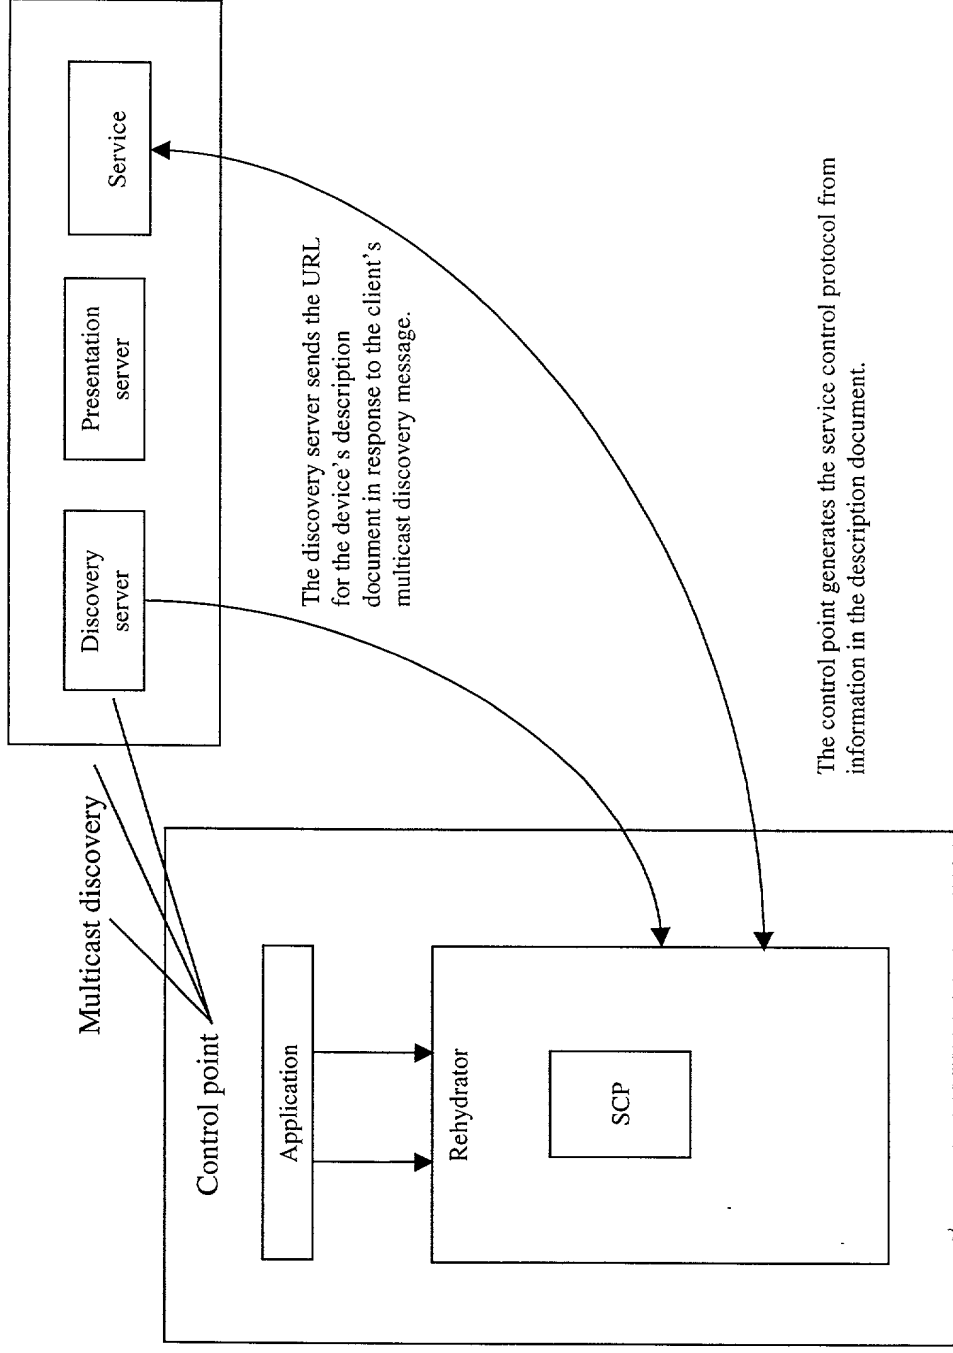 Multicast discovery
Control point
Application
Rehydrator
SCP
Discovery
server
Presentation
server
Service
The discovery server sends the URL
for the device's description
document in response to the client's
multicast discovery message.
The control point generates the service control protocol from
information in the description document.